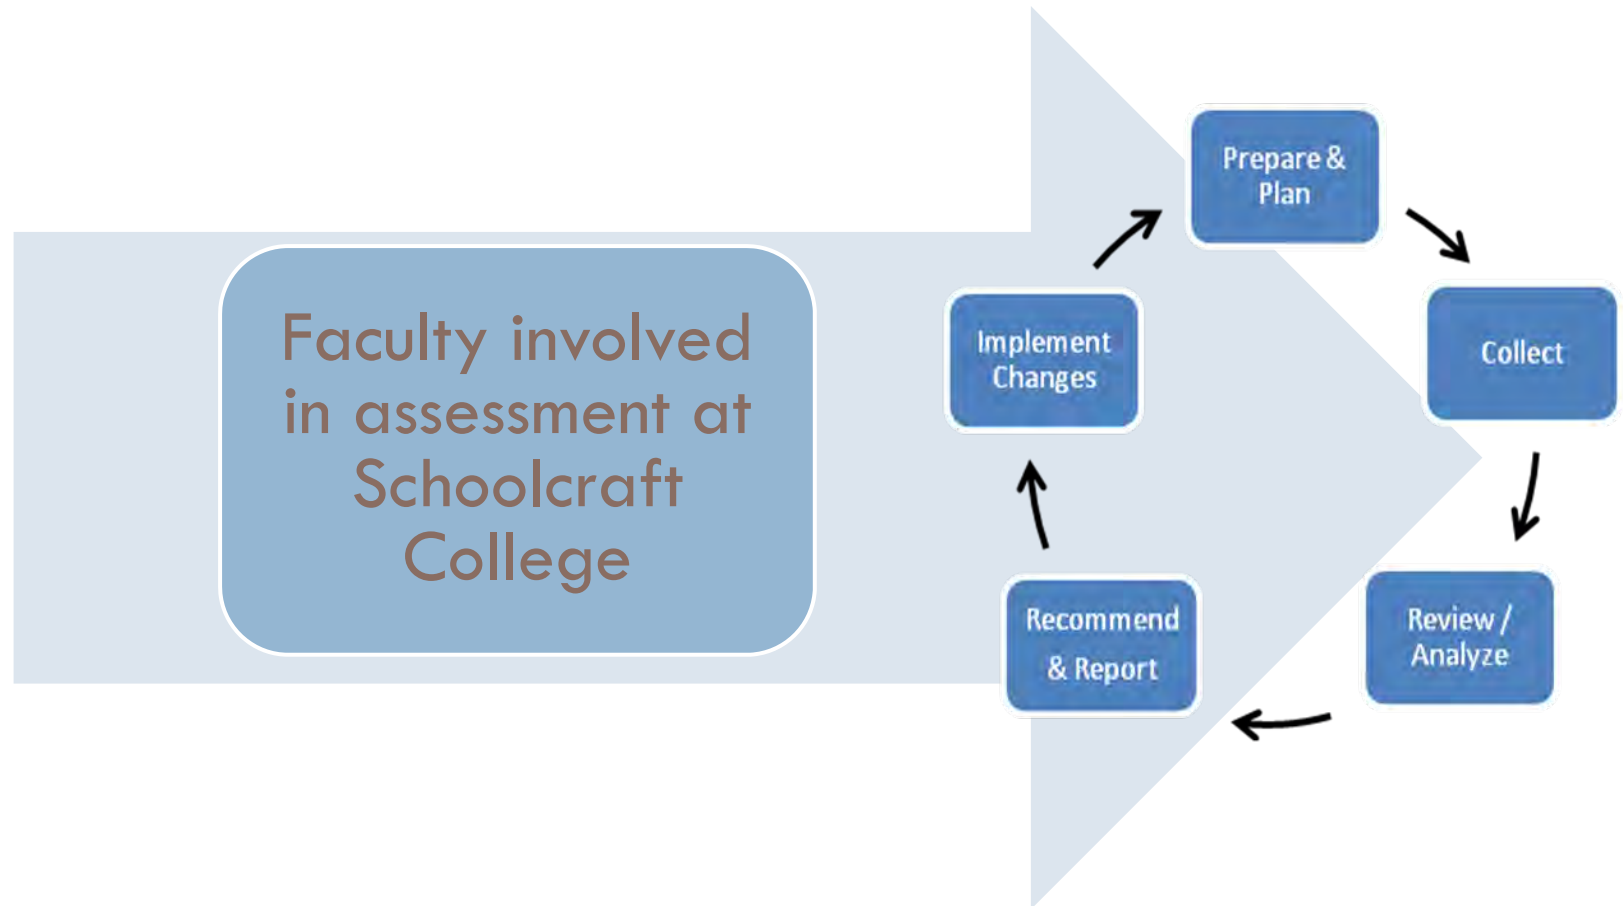 Faculty involved
in assessment at
Schoolcraft
College
Prepare &
Plan
Collect
Review /
Analyze
Recommend
& Report
Implement
Changes